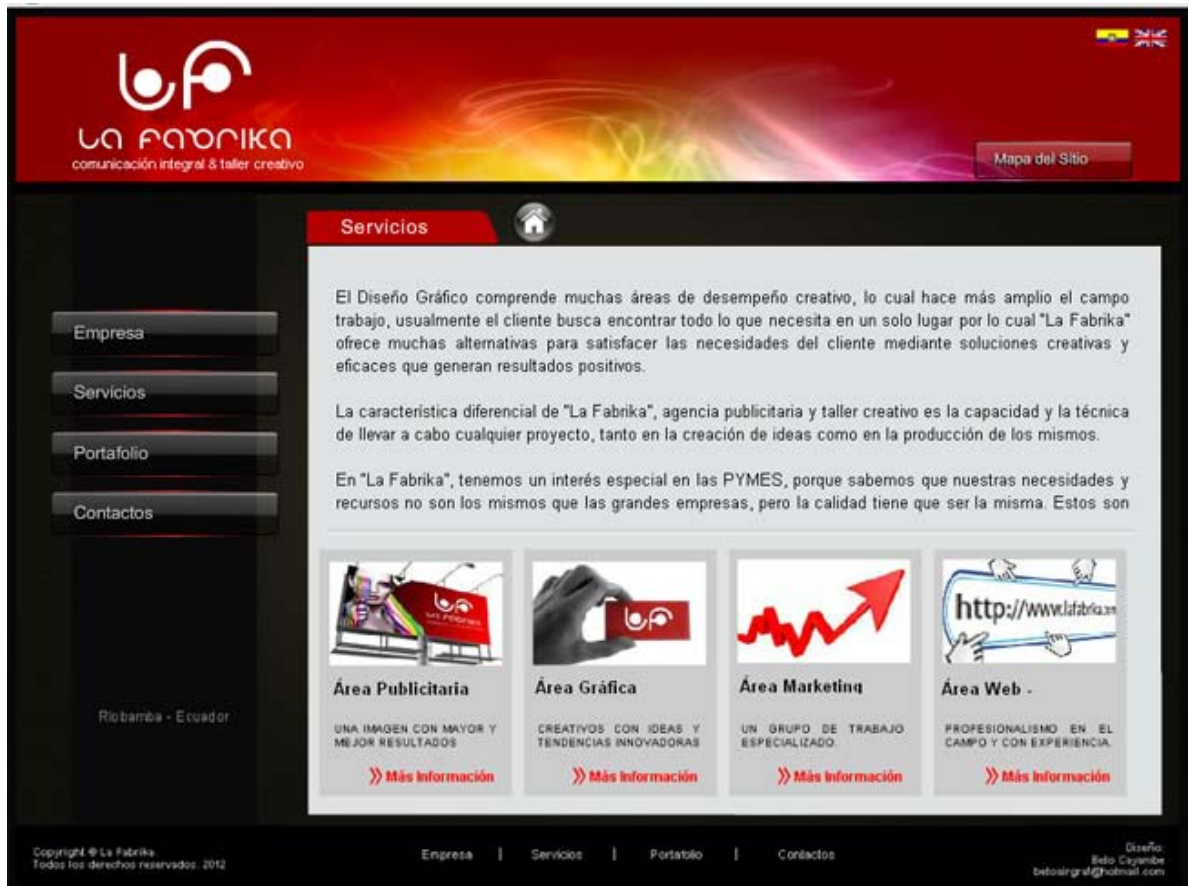 LF
La Fabrika
comunicación integral & taller creativo
Mapa del Sitio
Servicios
El Diseño Gráfico comprende muchas áreas de desempeño creativo, lo cual hace más amplio el campo
trabajo, usualmente el cliente busca encontrar todo lo que necesita en un solo lugar por lo cual "La Fabrika"
ofrece muchas alternativas para satisfacer las necesidades del cliente mediante soluciones creativas y
eficaces que generan resultados positivos.
La característica diferencial de "La Fabrika", agencia publicitaria y taller creativo es la capacidad y la técnica
de llevar a cabo cualquier proyecto, tanto en la creación de ideas como en la producción de los mismos.
En "La Fabrika", tenemos un interés especial en las PYMES, porque sabemos que nuestras necesidades y
recursos no son los mismos que las grandes empresas, pero la calidad tiene que ser la misma. Estos son
Empresa
Servicios
Portafolio
Contactos
Riobamba - Ecuador
LF
La Fabrika
LF
http://www.lafabrika.com
Área Publicitaria
Área Gráfica
Área Marketing
Área Web -
UNA IMAGEN CON MAYOR Y
MEJOR RESULTADOS
CREATIVOS CON IDEAS Y
TENDENCIAS INNOVADORAS
UN GRUPO DE TRABAJO
ESPECIALIZADO.
PROFESIONALISMO EN EL
CAMPO Y CON EXPERIENCIA.
Más Información
Más Información
Más Información
Más Información
Copyright © La Fabrika.
Todos los derechos reservados. 2012
Empresa | Servicios | Portafolio | Contactos
Diseño:
Belo Cayambe
beloairgraf@hotmail.com